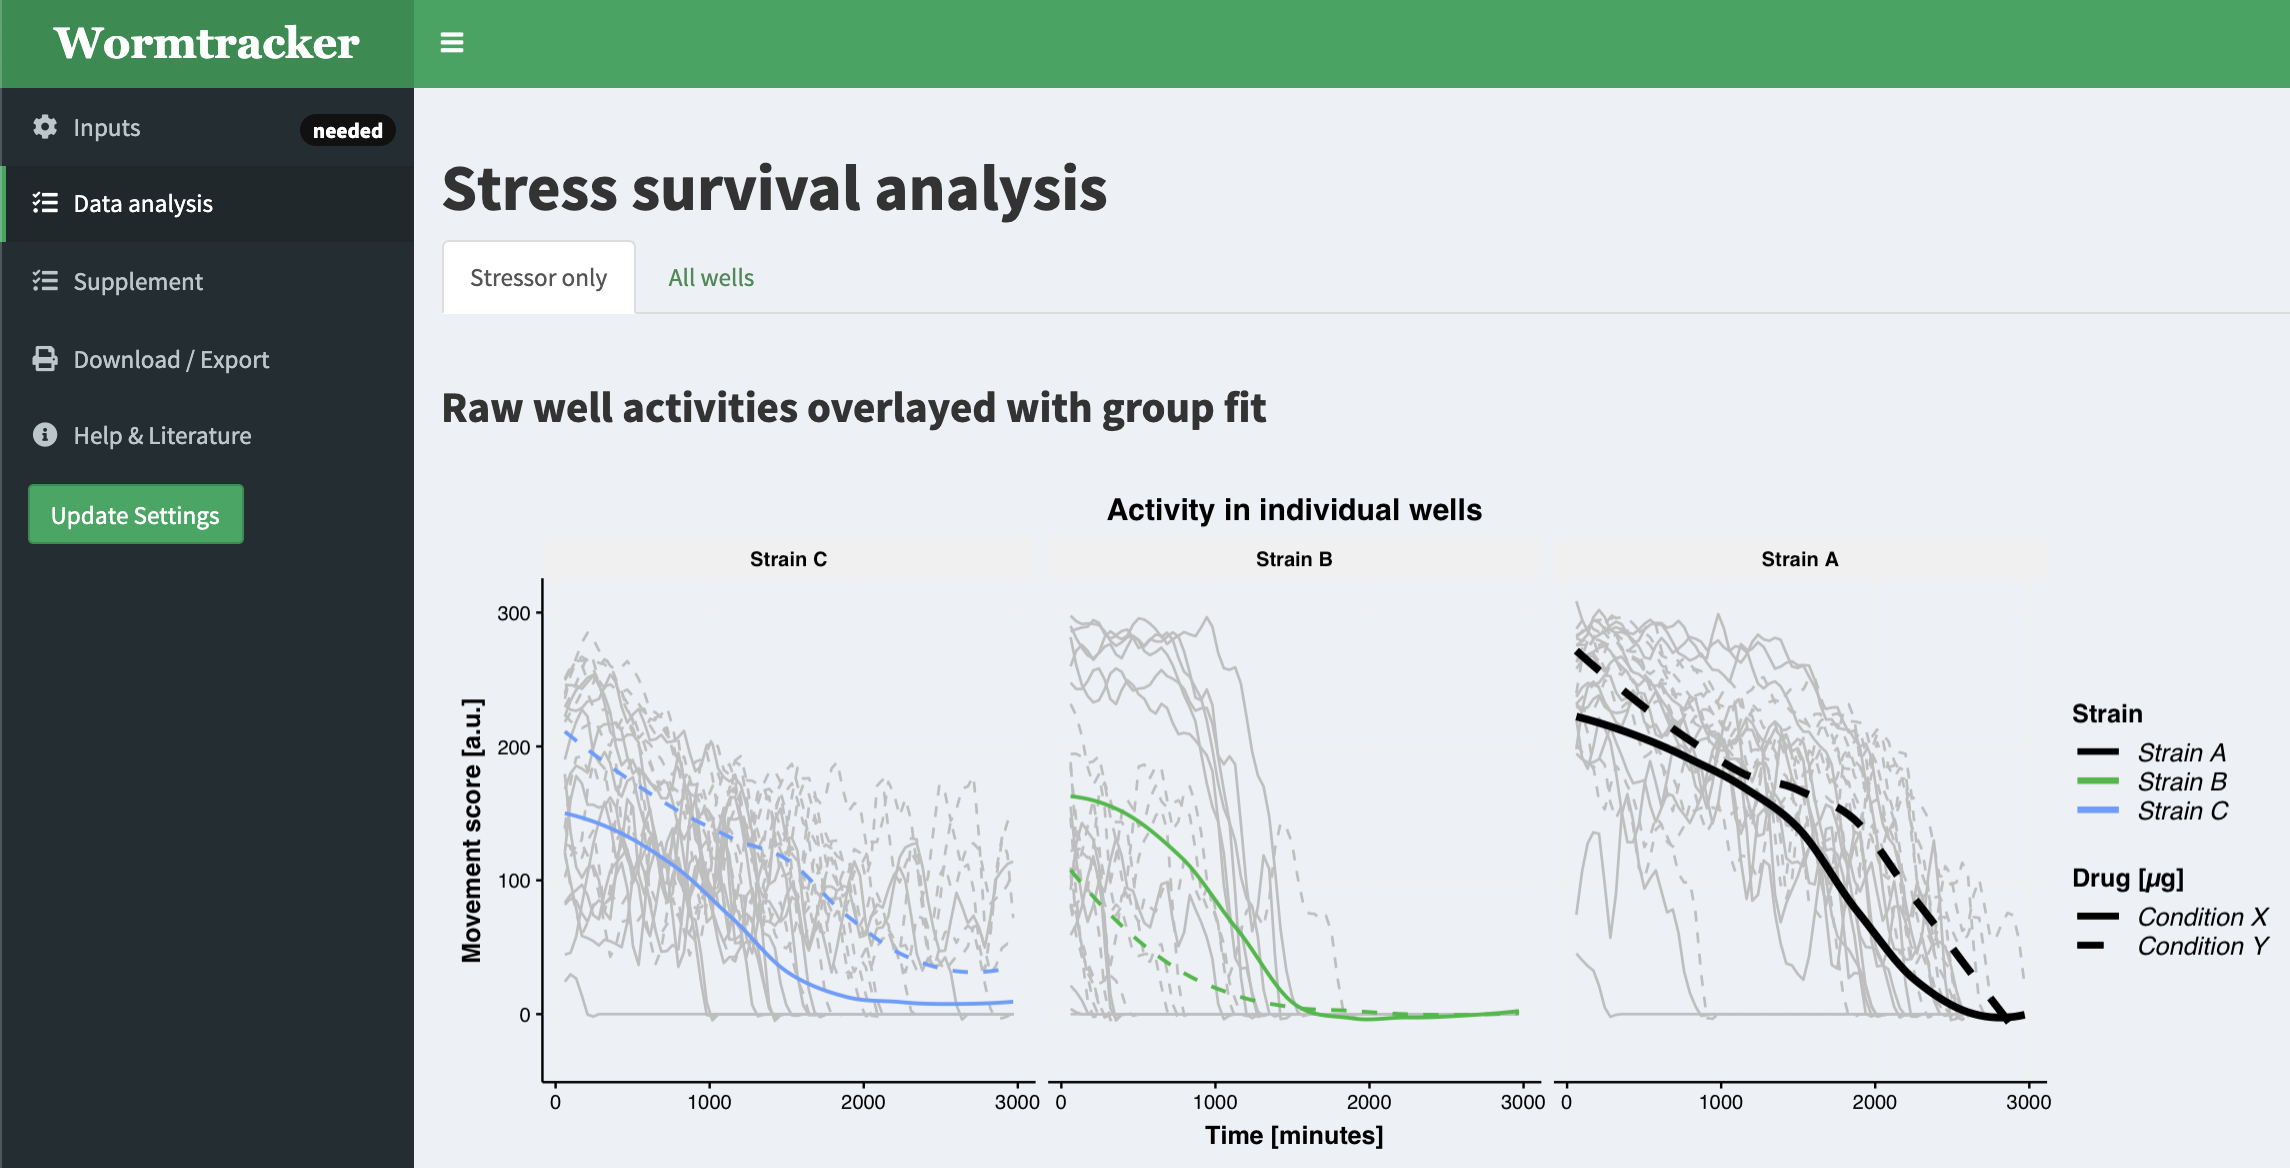 Wormtracker
Inputs
needed
Data analysis
Supplement
Download / Export
Help & Literature
Update Settings
Stress survival analysis
Stressor only
All wells
Raw well activities overlayed with group fit
Activity in individual wells
Strain C
Strain B
Strain A
Movement score [a.u.]
300
200
100
0
0
1000
2000
3000
0
1000
2000
3000
0
1000
2000
3000
Time [minutes]
Strain
Strain A
Strain B
Strain C
Drug [µg]
Condition X
Condition Y